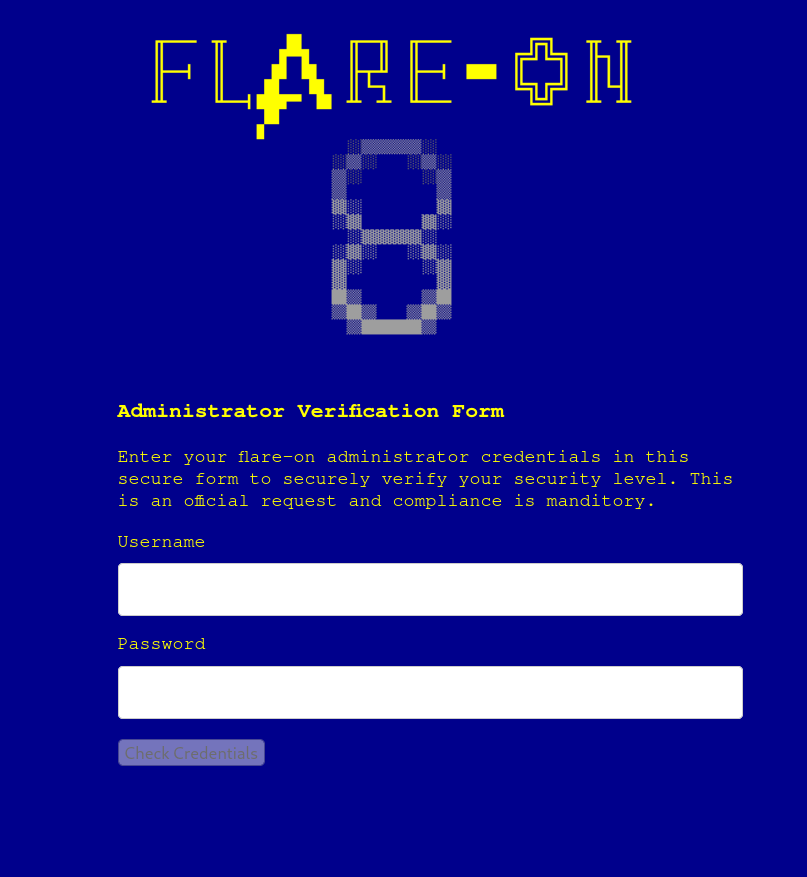 FLARE-ON
8
Administrator Verification Form
Enter your flare-on administrator credentials in this
secure form to securely verify your security level. This
is an official request and compliance is manditory.
Username
Password
Check Credentials